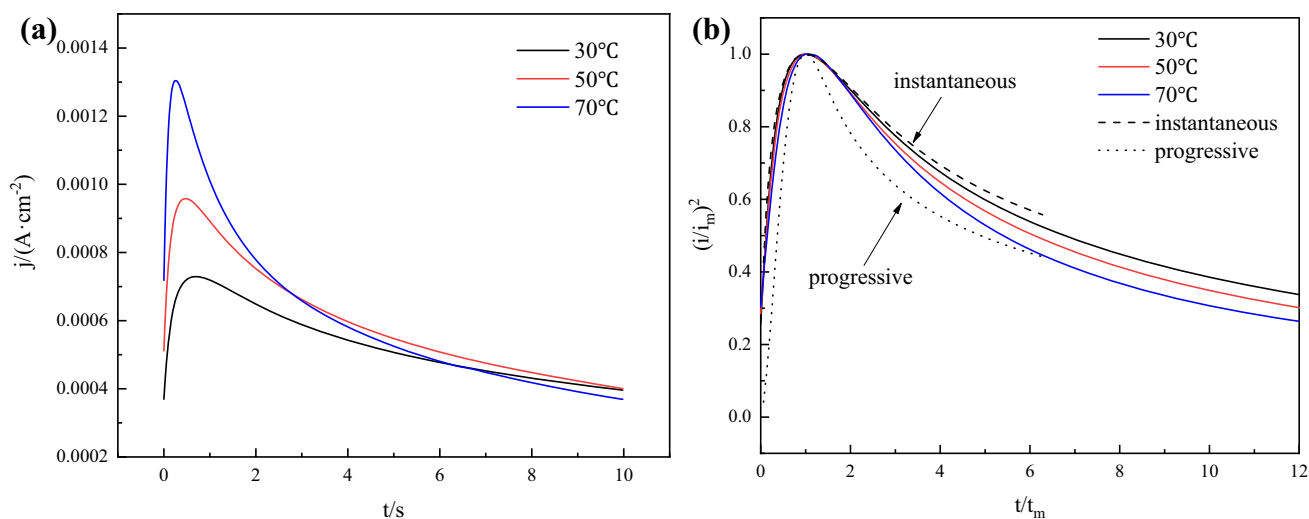 (a)
0.0014
0.0012
0.0010
0.0008
0.0006
0.0004
0.0002
j/(A·cm⁻²)
30℃
50℃
70℃
0 2 4 6 8 10
t/s
(b)
1.0
0.8
0.6
0.4
0.2
0.0
(i/iₘ)²
30℃
50℃
70℃
instantaneous
progressive
instantaneous
progressive
0 2 4 6 8 10 12
t/tₘ